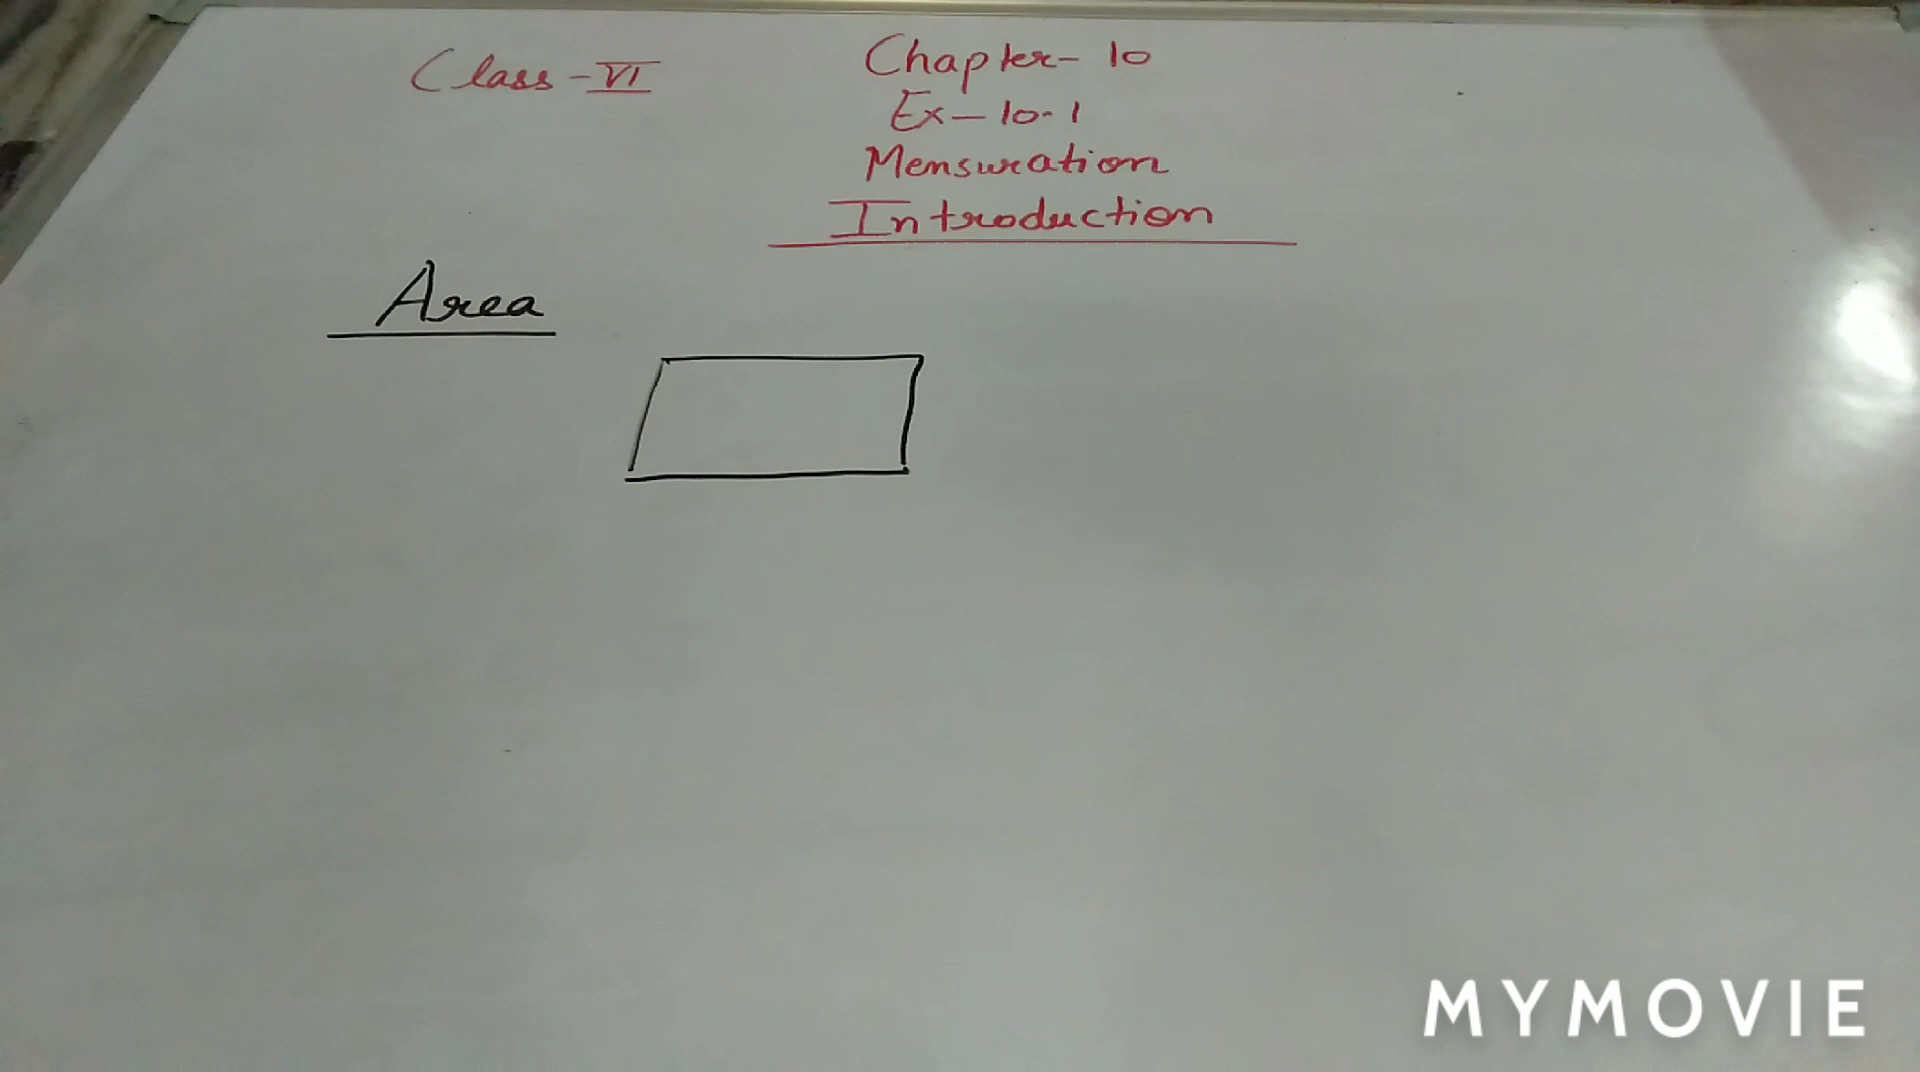 Class - VI
Chapter - 10
Ex - 10.1
Mensuration
Introduction
Area
MYMOVIE